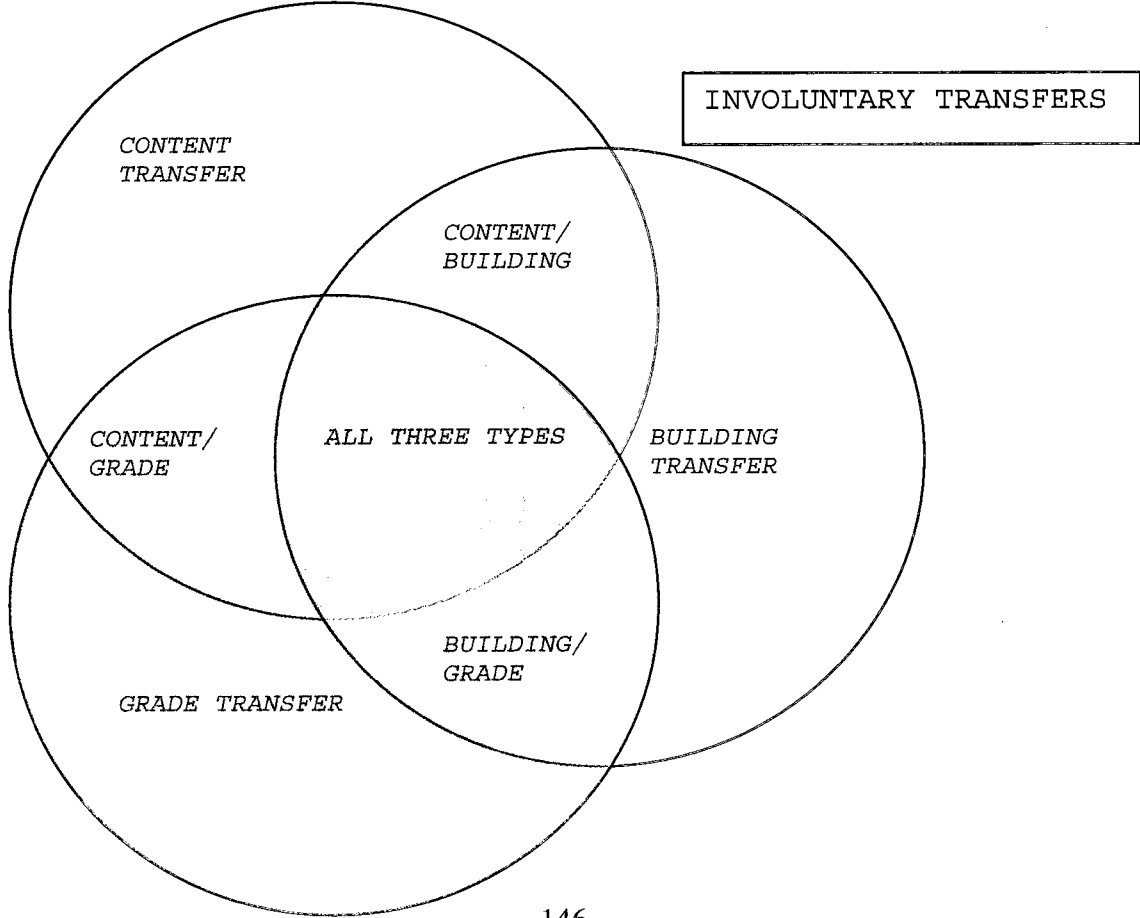 INVOLUNTARY TRANSFERS
CONTENT
TRANSFER
CONTENT/
BUILDING
CONTENT/
GRADE
ALL THREE TYPES
BUILDING
TRANSFER
BUILDING/
GRADE
GRADE TRANSFER
146